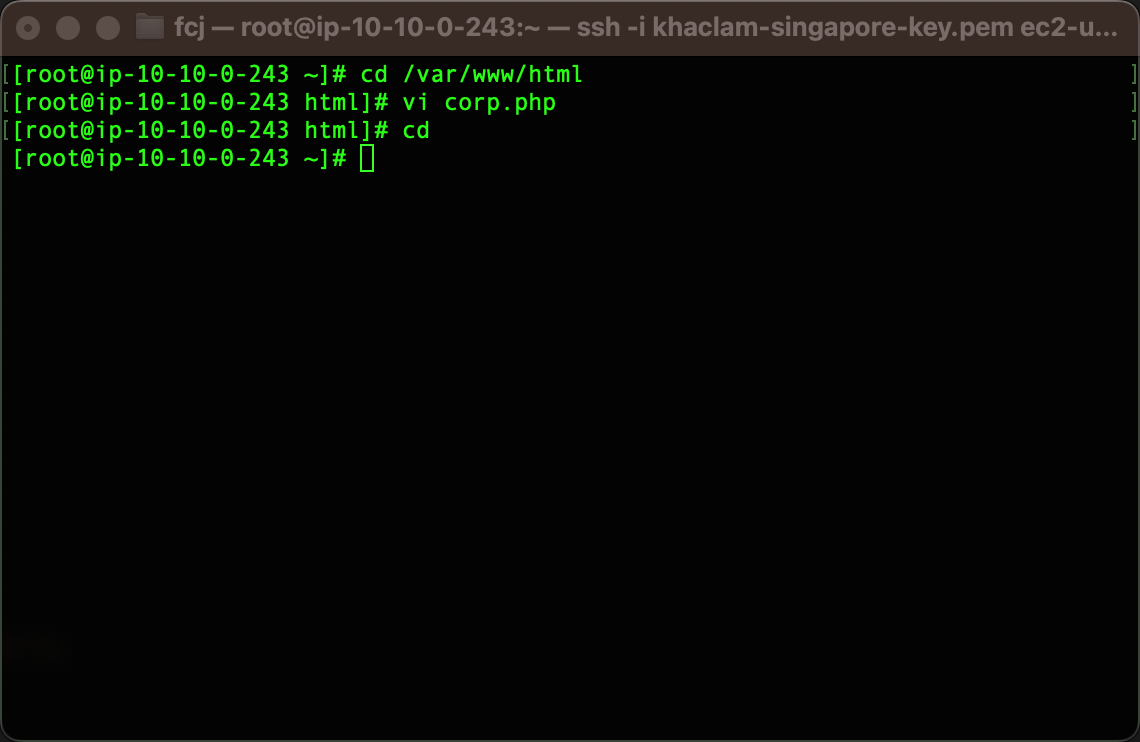 fcj — root@ip-10-10-0-243:~ — ssh -i khaclam-singapore-key.pem ec2-u...
[[root@ip-10-10-0-243 ~]# cd /var/www/html ]
[[root@ip-10-10-0-243 html]# vi corp.php ]
[[root@ip-10-10-0-243 html]# cd ]
[root@ip-10-10-0-243 ~]#